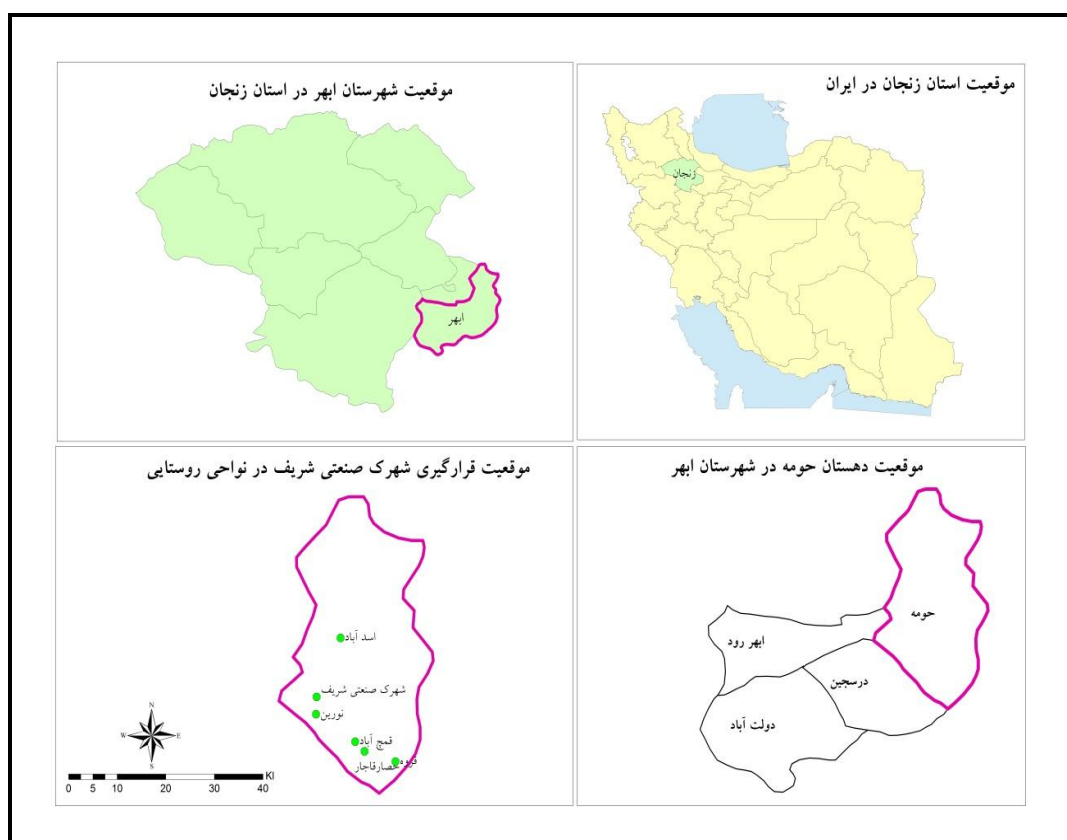 موقعیت استان زنجان در ایران
زنجان
موقعیت شهرستان ابهر در استان زنجان
ابهر
موقعیت دهستان حومه در شهرستان ابهر
حومه
ابهر رود
درسجین
دولت آباد
موقعیت قرارگیری شهرک صنعتی شریف در نواحی روستایی
اسد آباد
شهرک صنعتی شریف
نورین
قمچ آباد
حصارقاجار
قروه
N
W E
S
0 5 10 20 30 40 Kl